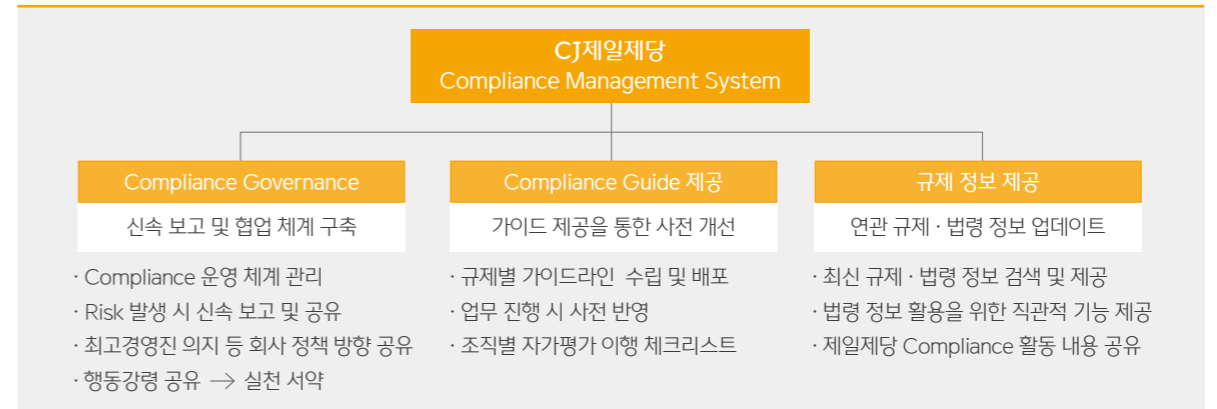 CJ제일제당
Compliance Management System
Compliance Governance
신속 보고 및 협업 체계 구축
· Compliance 운영 체계 관리
· Risk 발생 시 신속 보고 및 공유
· 최고경영진 의지 등 회사 정책 방향 공유
· 행동강령 공유 → 실천 서약
Compliance Guide 제공
가이드 제공을 통한 사전 개선
· 규제별 가이드라인 수립 및 배포
· 업무 진행 시 사전 반영
· 조직별 자가평가 이행 체크리스트
규제 정보 제공
연관 규제 · 법령 정보 업데이트
· 최신 규제 · 법령 정보 검색 및 제공
· 법령 정보 활용을 위한 직관적 기능 제공
· 제일제당 Compliance 활동 내용 공유